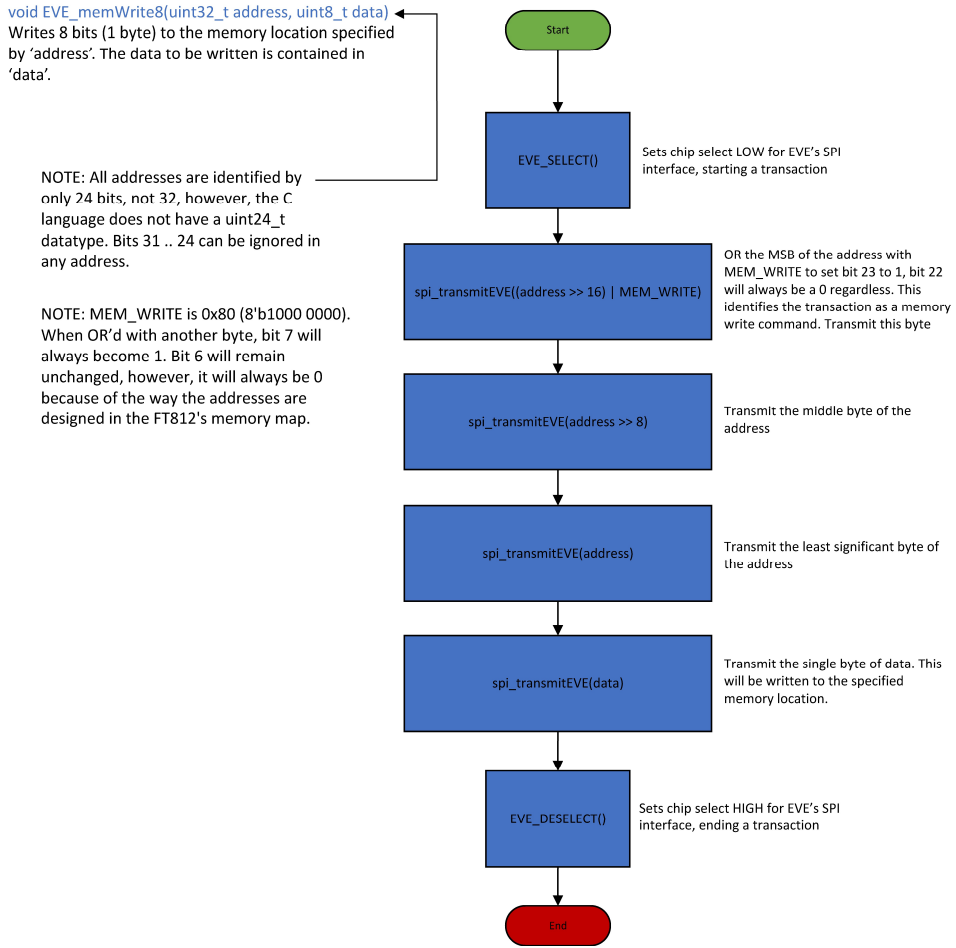 void EVE_memWrite8(uint32_t address, uint8_t data)
Writes 8 bits (1 byte) to the memory location specified
by ‘address’. The data to be written is contained in
‘data’.
NOTE: All addresses are identified by
only 24 bits, not 32, however, the C
language does not have a uint24_t
datatype. Bits 31 .. 24 can be ignored in
any address.
NOTE: MEM_WRITE is 0x80 (8'b1000 0000).
When OR’d with another byte, bit 7 will
always become 1. Bit 6 will remain
unchanged, however, it will always be 0
because of the way the addresses are
designed in the FT812's memory map.
Start
EVE_SELECT()
Sets chip select LOW for EVE’s SPI
interface, starting a transaction
spi_transmitEVE((address >> 16) | MEM_WRITE)
OR the MSB of the address with
MEM_WRITE to set bit 23 to 1, bit 22
will always be a 0 regardless. This
identifies the transaction as a memory
write command. Transmit this byte
spi_transmitEVE(address >> 8)
Transmit the middle byte of the
address
spi_transmitEVE(address)
Transmit the least significant byte of
the address
spi_transmitEVE(data)
Transmit the single byte of data. This
will be written to the specified
memory location.
EVE_DESELECT()
Sets chip select HIGH for EVE’s SPI
interface, ending a transaction
End